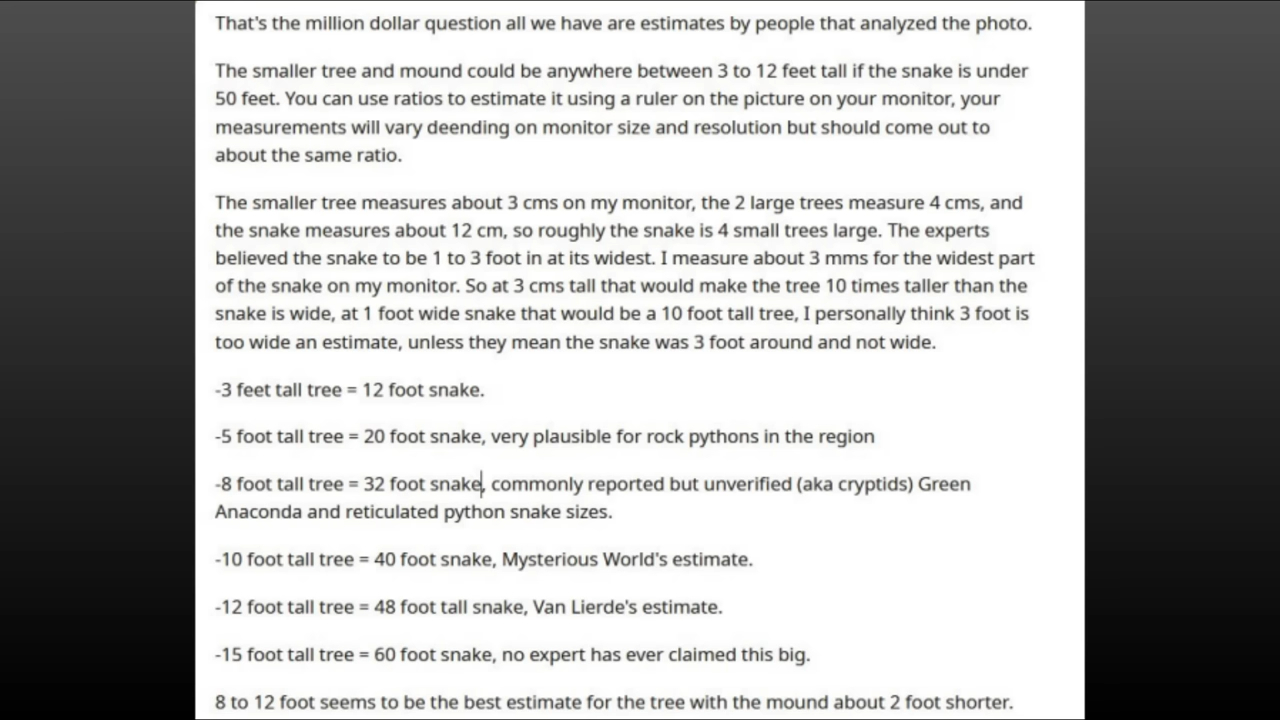 That's the million dollar question all we have are estimates by people that analyzed the photo.
The smaller tree and mound could be anywhere between 3 to 12 feet tall if the snake is under
50 feet. You can use ratios to estimate it using a ruler on the picture on your monitor, your
measurements will vary deending on monitor size and resolution but should come out to
about the same ratio.
The smaller tree measures about 3 cms on my monitor, the 2 large trees measure 4 cms, and
the snake measures about 12 cm, so roughly the snake is 4 small trees large. The experts
believed the snake to be 1 to 3 foot in at its widest. I measure about 3 mms for the widest part
of the snake on my monitor. So at 3 cms tall that would make the tree 10 times taller than the
snake is wide, at 1 foot wide snake that would be a 10 foot tall tree, I personally think 3 foot is
too wide an estimate, unless they mean the snake was 3 foot around and not wide.
-3 feet tall tree = 12 foot snake.
-5 foot tall tree = 20 foot snake, very plausible for rock pythons in the region
-8 foot tall tree = 32 foot snake, commonly reported but unverified (aka cryptids) Green
Anaconda and reticulated python snake sizes.
-10 foot tall tree = 40 foot snake, Mysterious World's estimate.
-12 foot tall tree = 48 foot tall snake, Van Lierde's estimate.
-15 foot tall tree = 60 foot snake, no expert has ever claimed this big.
8 to 12 foot seems to be the best estimate for the tree with the mound about 2 foot shorter.